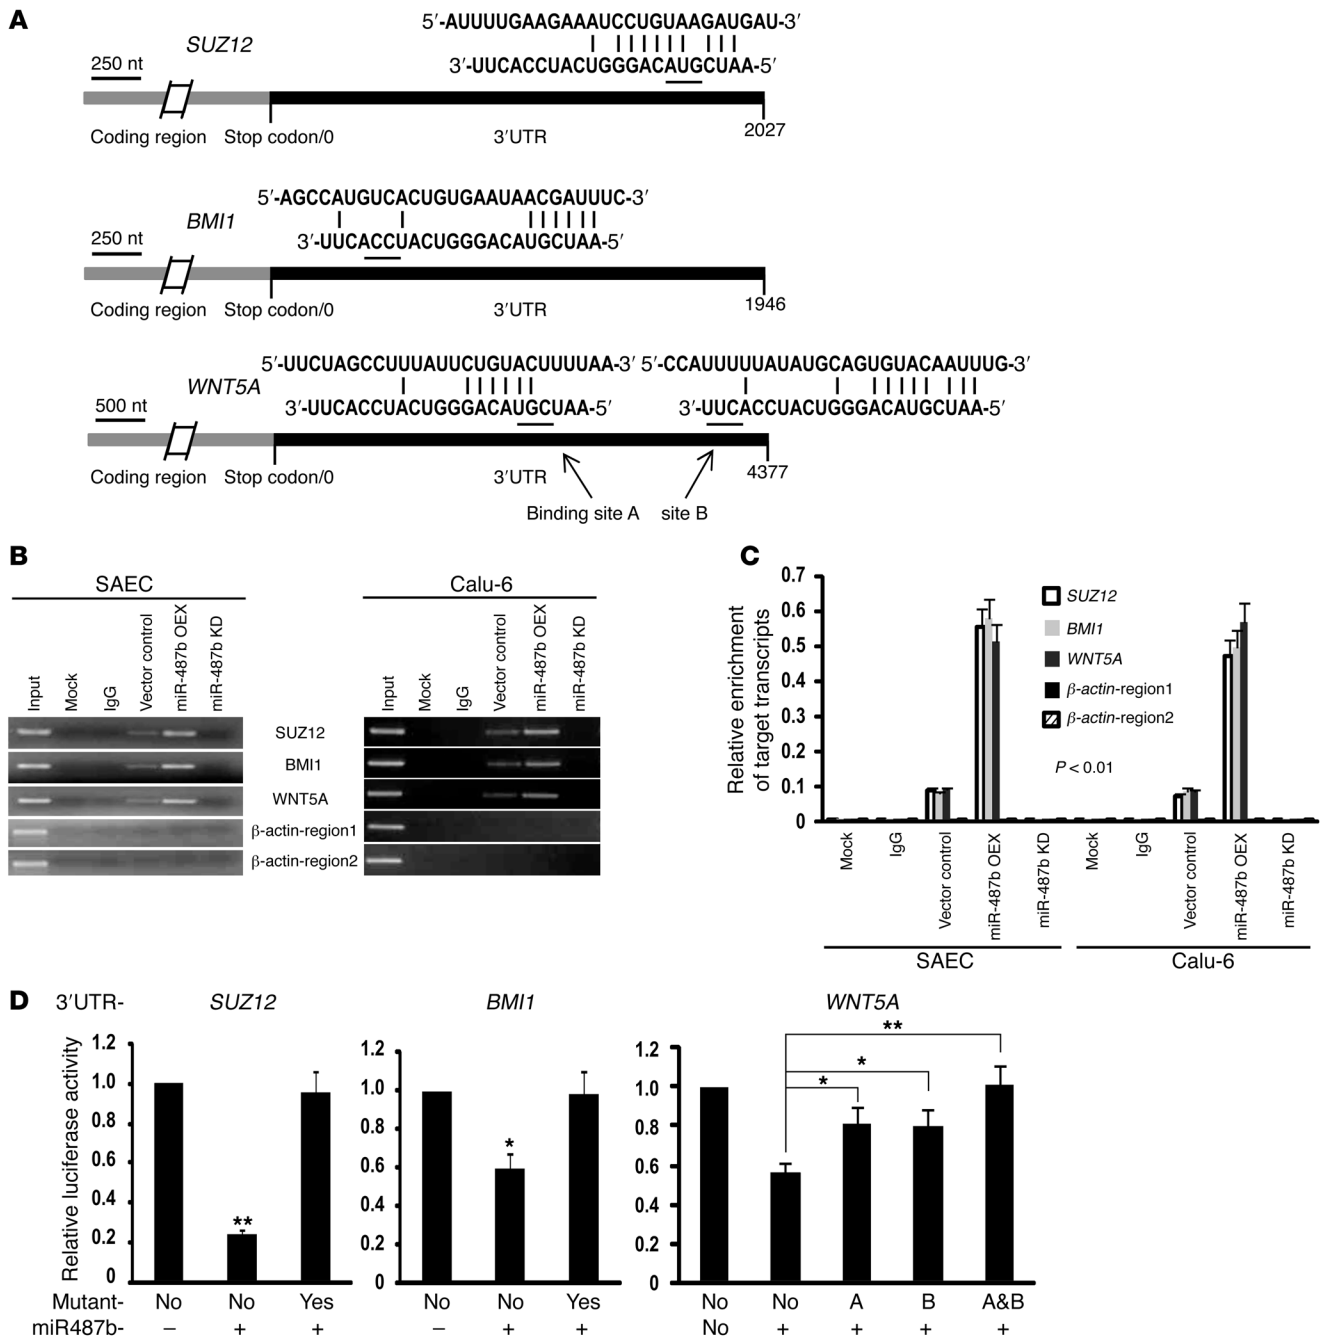 A
5′-AUUUUGAAGAAAUCCUGUAAGAUGAU-3′
SUZ12
250 nt
3′-UUCACCUACUGGGACAUGCUAA-5′
Coding region Stop codon/0 3′UTR 2027
5′-AGCCAUGUCACUGUGAAUAACGAUUUC-3′
BMI1
250 nt
3′-UUCACCUACUGGGACAUGCUAA-5′
Coding region Stop codon/0 3′UTR 1946
5′-UUCUAGCCUUUAUUCUGUACUUUUAA-3′ 5′-CCAUUUUUAUAUGCAGUGUACAAUUUG-3′
WNT5A
500 nt
3′-UUCACCUACUGGGACAUGCUAA-5′ 3′-UUCACCUACUGGGACAUGCUAA-5′
Coding region Stop codon/0 3′UTR 4377
Binding site A site B
B
SAEC Calu-6
Input Mock IgG Vector control miR-487b OEX miR-487b KD Input Mock IgG Vector control miR-487b OEX miR-487b KD
SUZ12
BMI1
WNT5A
β-actin-region1
β-actin-region2
C
Relative enrichment
of target transcripts
0.7
0.6
0.5
0.4
0.3
0.2
0.1
0
SUZ12
BMI1
WNT5A
β-actin-region1
β-actin-region2
P < 0.01
Mock IgG Vector control miR-487b OEX miR-487b KD Mock IgG Vector control miR-487b OEX miR-487b KD
SAEC Calu-6
D
3′UTR- SUZ12 BMI1 WNT5A
Relative luciferase activity
1.2
1.0
0.8
0.6
0.4
0.2
0
**
1.2
1.0
0.8
0.6
0.4
0.2
0
*
1.2
1.0
0.8
0.6
0.4
0.2
0
**
*
*
Mutant- No No Yes No No Yes No No A B A&B
miR487b- – + + – + + No + + + +